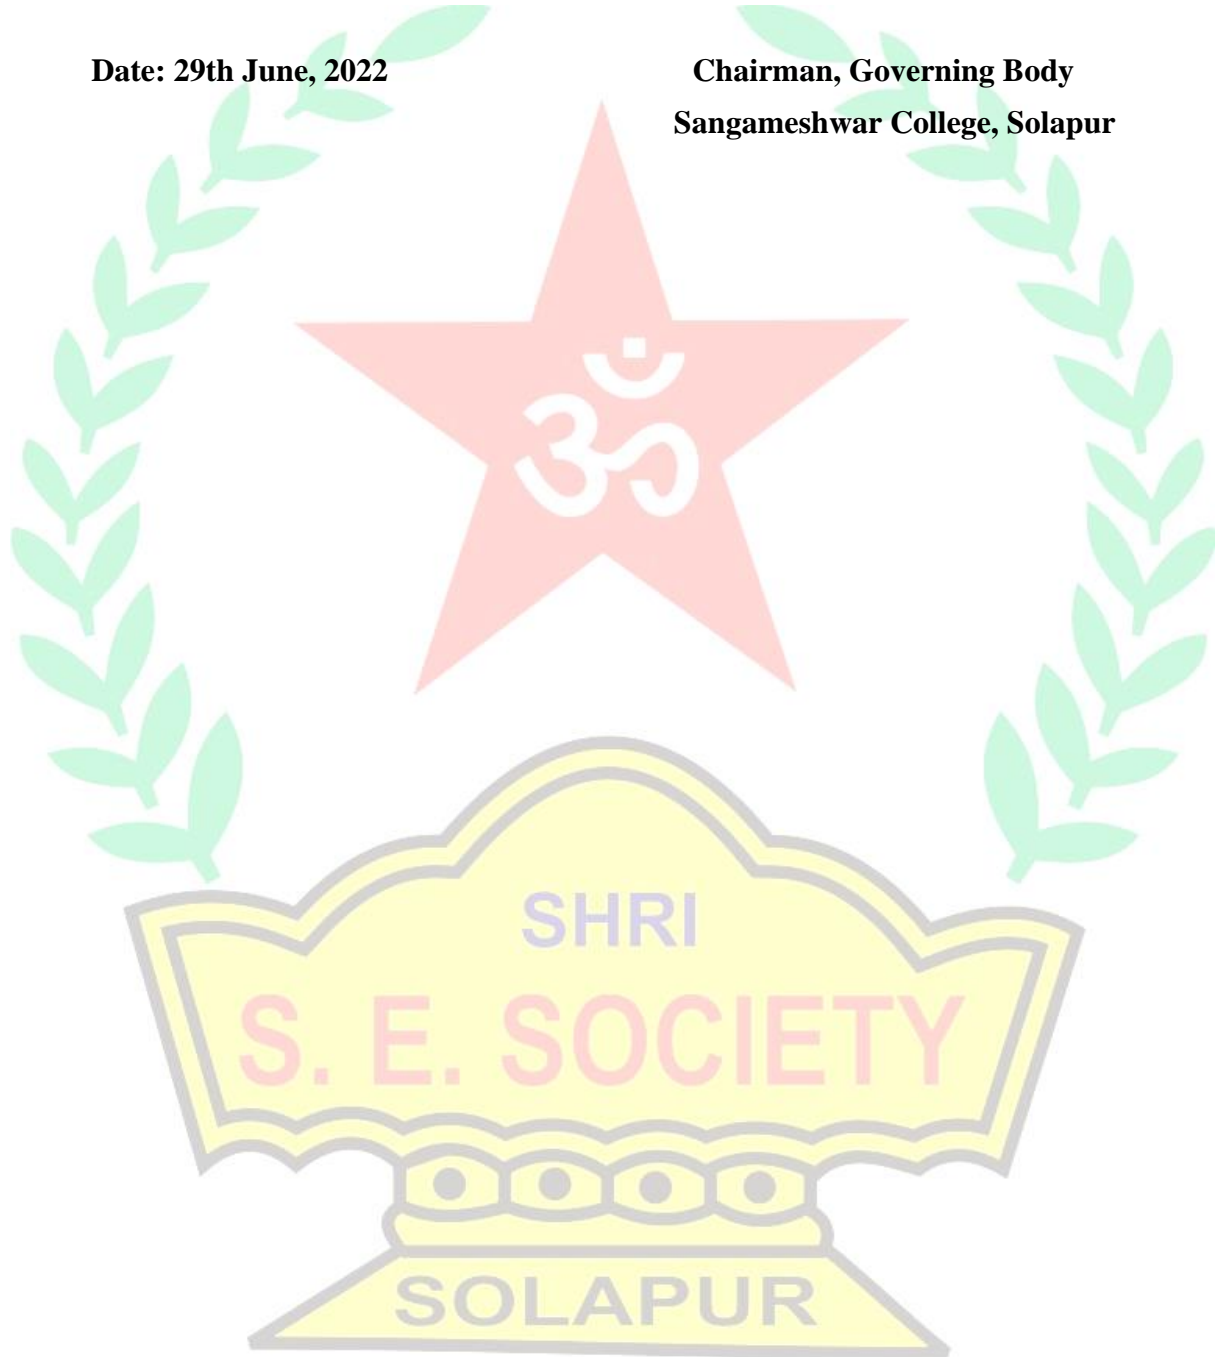 Date: 29th June, 2022 Chairman, Governing Body
Sangameshwar College, Solapur
ॐ
SHRI
S. E. SOCIETY
SOLAPUR